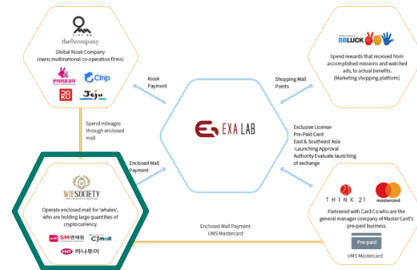 the9company
Global Kiosk Company
(owns multinational co-operation firms)
Ctrip
Jeju
Kiosk
Payment
Shopping Mall
Points
BBLUCK
Spend rewards that received from
accomplished missions and watched
ads, to actual benefits.
(Marketing shopping platform)
Spend mileages
through enclosed
mall
EXA LAB
Enclosed Mall
Payment
Exclusive License-
Pre-Paid Card
East & Southeast Asia
-Launching Approval
Authority Evaluate launching
of exchange
VIPSOCIETY
Operate enclosed mall for 'whales',
who are holding large quantities of
cryptocurrency.
SM면세점
CJmall
하나투어
Enclosed Mall Payment
UMS Mastercard
THINK 21
mastercard
Partnered with Card Co who are the
general manager company of Master Card's
pre-paid business.
Pre-paid
UMS Mastercard